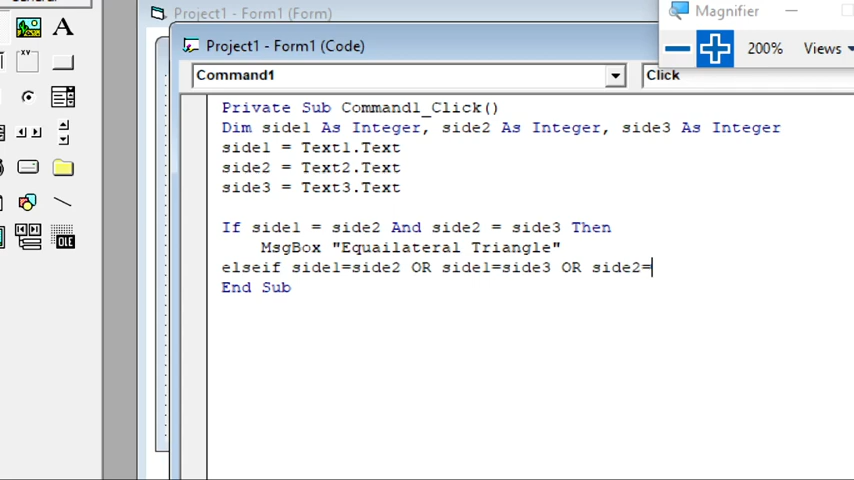 General
Project1 - Form1 (Form)
Magnifier
Project1 - Form1 (Code)
200%
Views
Command1
Click
A
Private Sub Command1_Click()
Dim side1 As Integer, side2 As Integer, side3 As Integer
side1 = Text1.Text
side2 = Text2.Text
side3 = Text3.Text
If side1 = side2 And side2 = side3 Then
MsgBox "Equailateral Triangle"
elseif side1=side2 OR side1=side3 OR side2=
End Sub
OLE